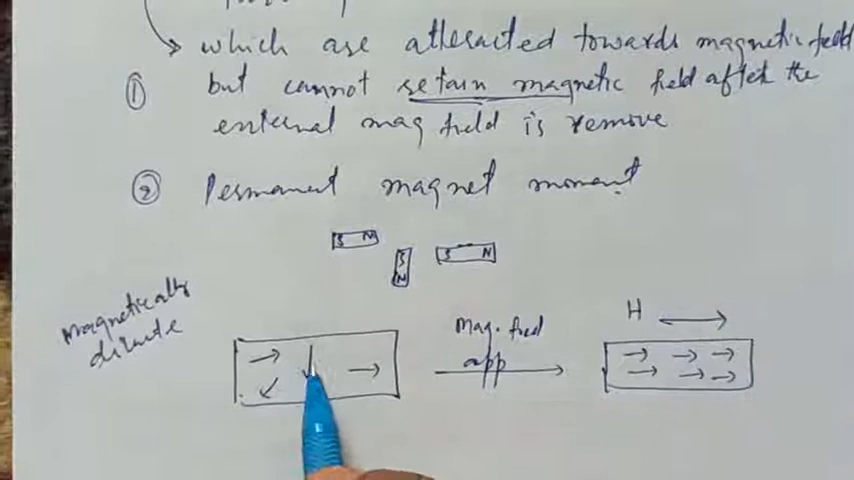 which are attracted towards magnetic field
① but cannot retain magnetic field after the
external mag field is remove
② Permanent magnet moment
S N
S N
S N
Magnetically
dilute
Mag. field
app
H